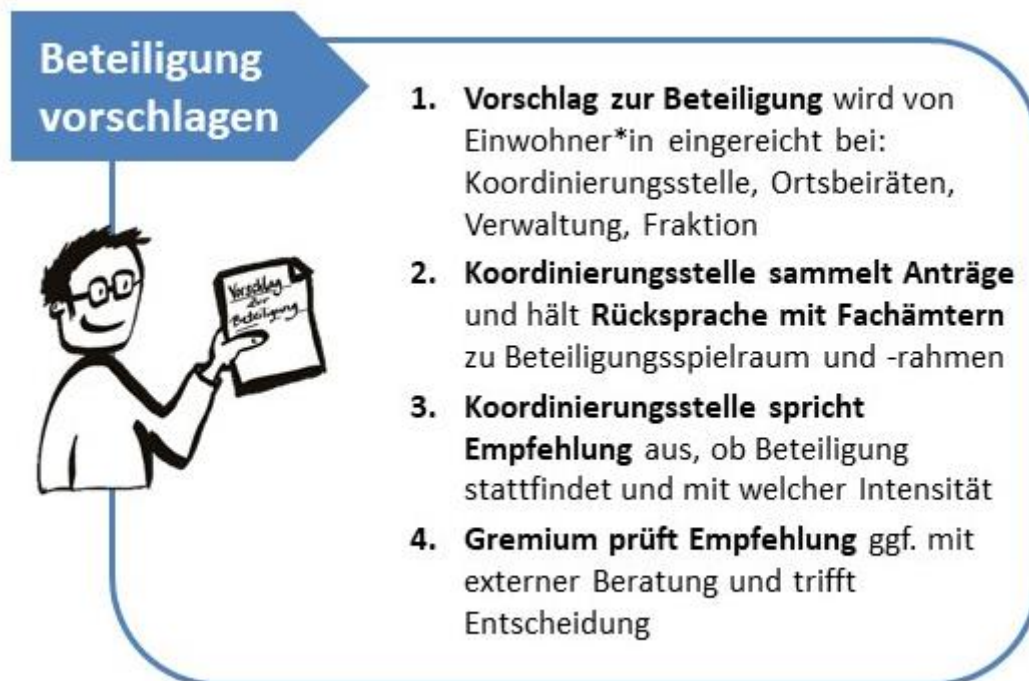 Beteiligung
vorschlagen
1. Vorschlag zur Beteiligung wird von
Einwohner*in eingereicht bei:
Koordinierungsstelle, Ortsbeiräten,
Verwaltung, Fraktion
2. Koordinierungsstelle sammelt Anträge
und hält Rücksprache mit Fachämtern
zu Beteiligungsspielraum und -rahmen
3. Koordinierungsstelle spricht
Empfehlung aus, ob Beteiligung
stattfindet und mit welcher Intensität
4. Gremium prüft Empfehlung ggf. mit
externer Beratung und trifft
Entscheidung
Vorschlag
zur
Beteiligung